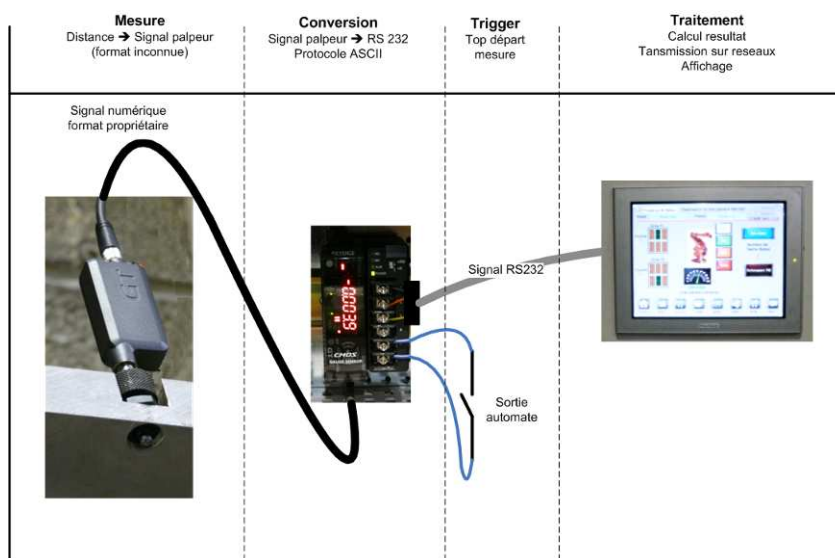 Mesure
Distance → Signal palpeur
(format inconnue)
Conversion
Signal palpeur → RS 232
Protocole ASCII
Trigger
Top départ
mesure
Traitement
Calcul resultat
Tansmission sur reseaux
Affichage
Signal numérique
format propriétaire
Signal RS232
Sortie
automate
CMOS